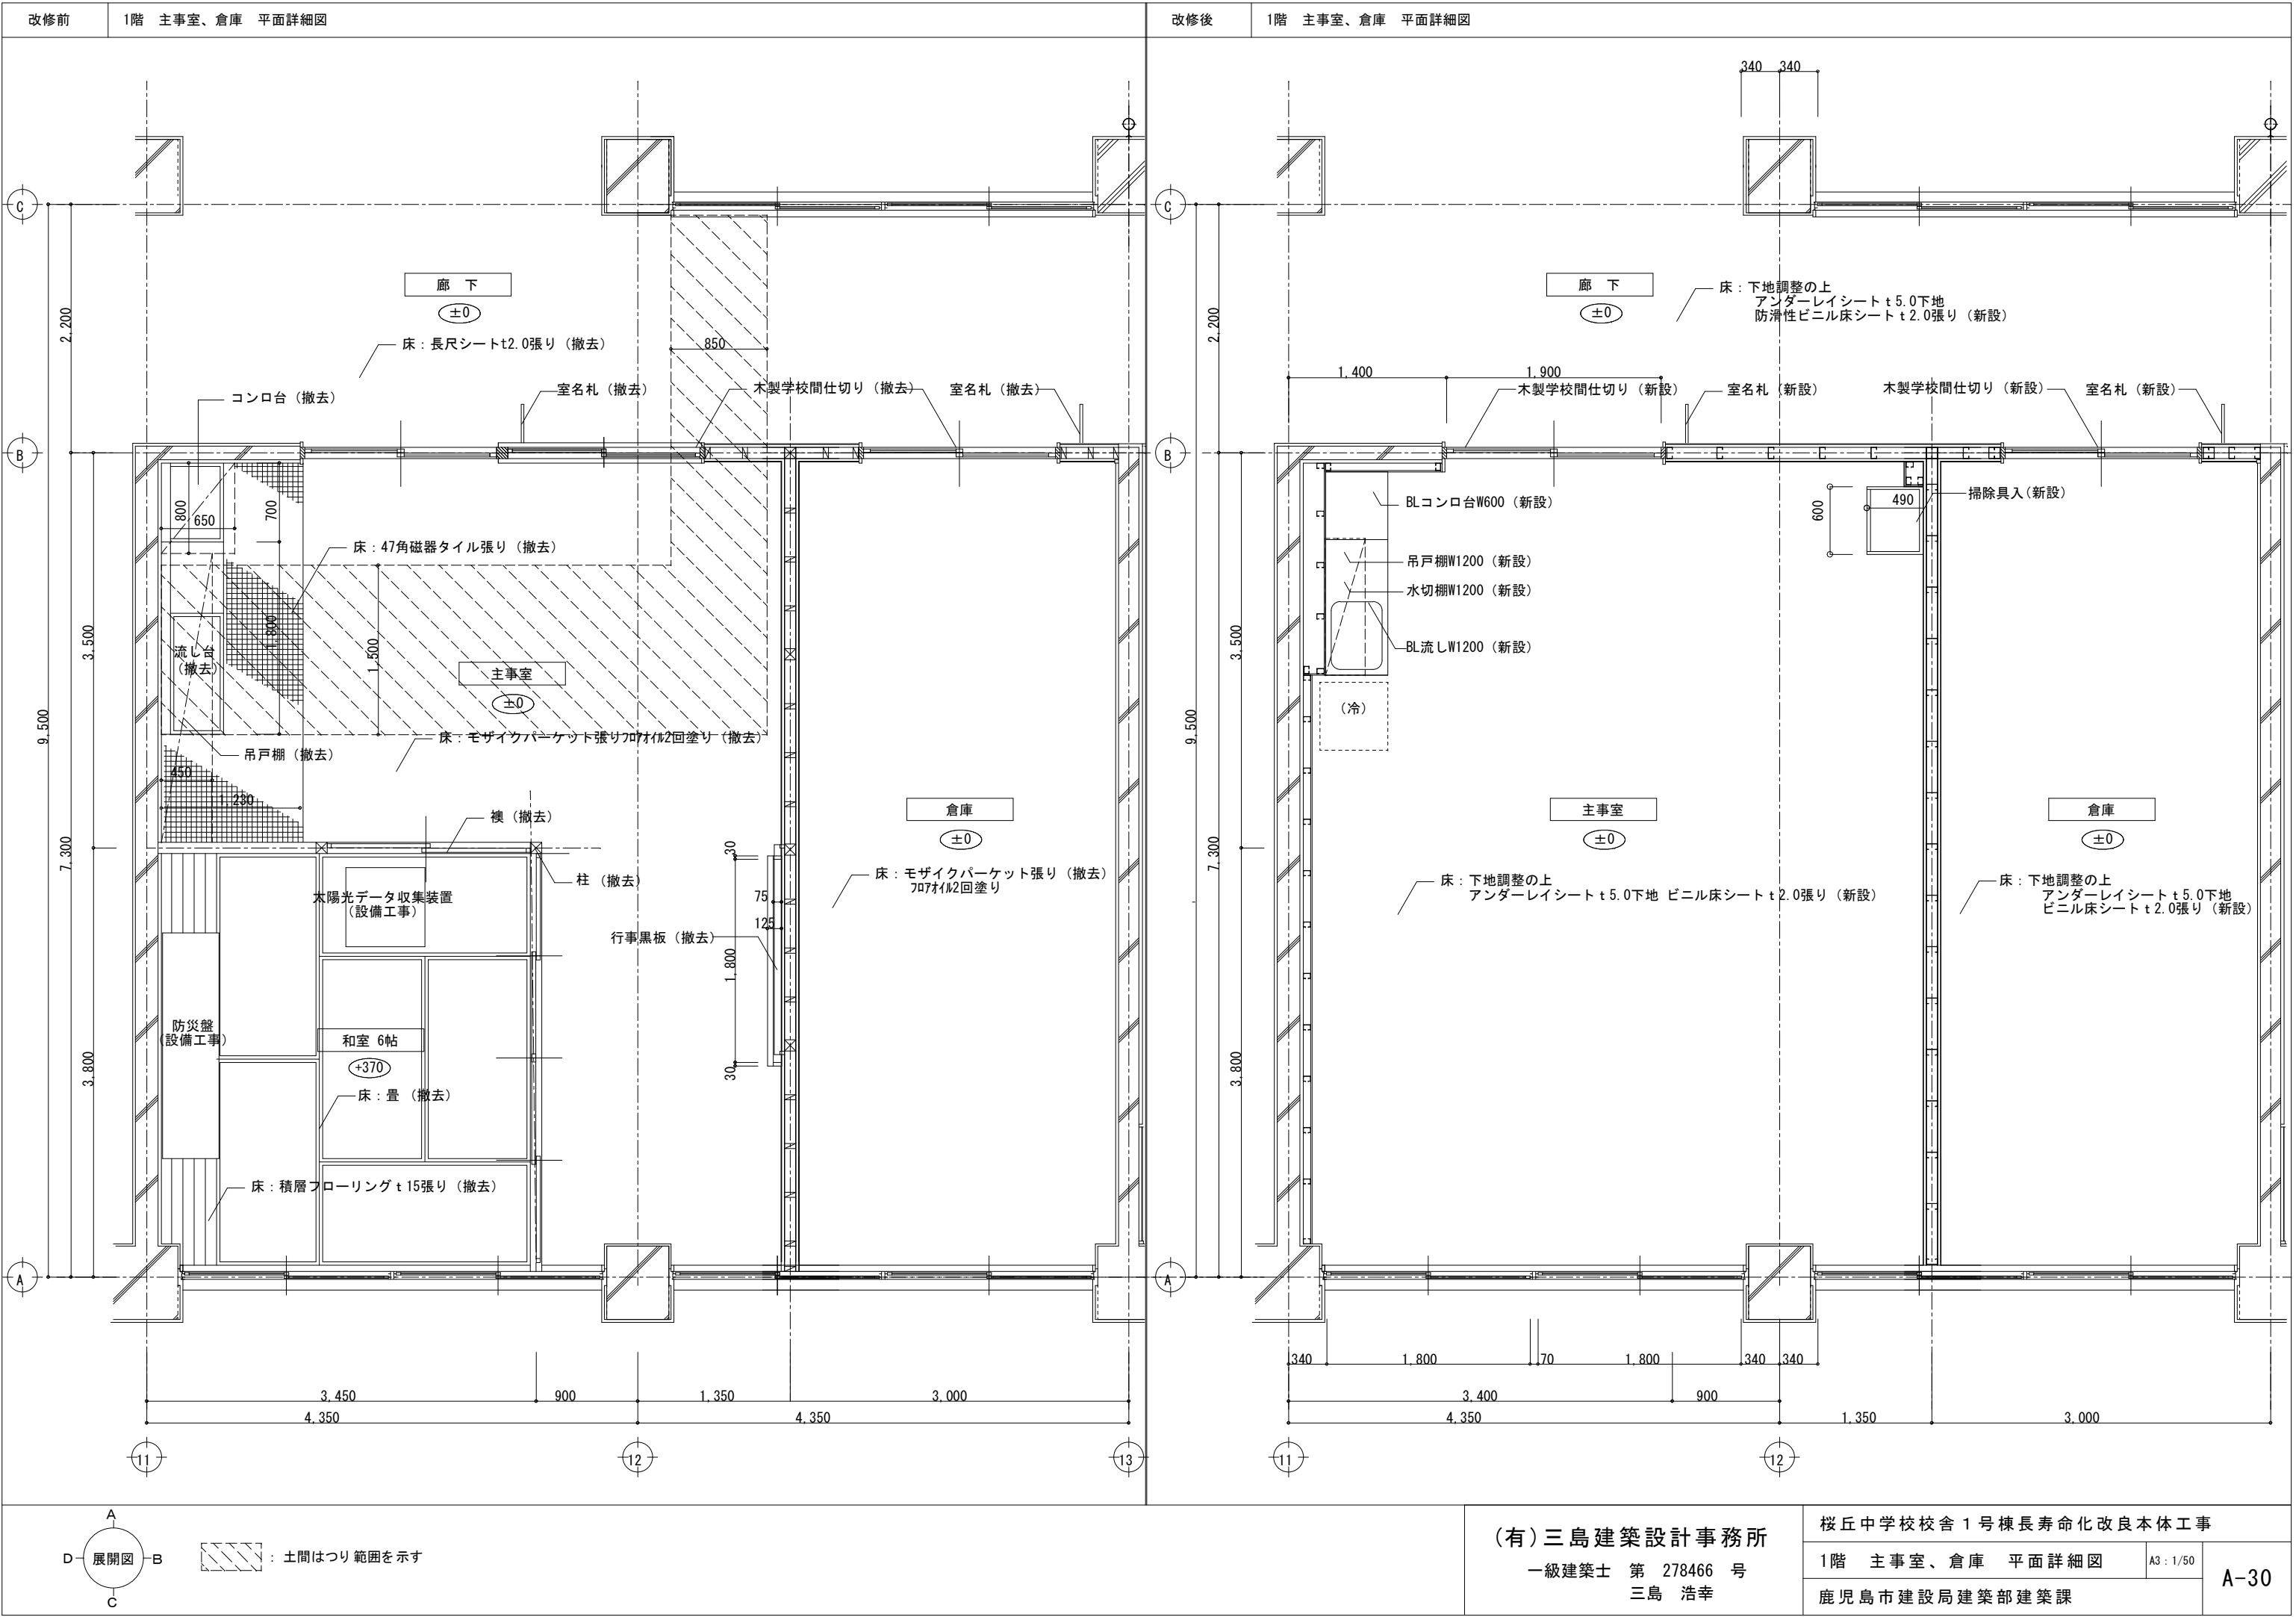 改修前
1階　主事室、倉庫　平面詳細図
C
B
A
廊　下
±0
床：長尺シートt2.0張り（撤去）
コンロ台（撤去）
室名札（撤去）
木製学校間仕切り（撤去）
室名札（撤去）
850
2,200
3,500
9,500
7,300
3,800
800
650
700
床：47角磁器タイル張り（撤去）
1,800
1,500
流し台
（撤去）
主事室
±0
床：モザイクパーケット張りﾌﾛｱｵｲﾙ2回塗り（撤去）
吊戸棚（撤去）
450
1,230
襖（撤去）
柱（撤去）
太陽光データ収集装置
（設備工事）
防災盤
（設備工事）
和室 6帖
+370
床：畳（撤去）
床：積層フローリングｔ15張り（撤去）
30
75
125
行事黒板（撤去）
1,800
30
倉庫
±0
床：モザイクパーケット張り（撤去）
ﾌﾛｱｵｲﾙ2回塗り
3,450
900
1,350
3,000
4,350
4,350
11
12
13
改修後
1階　主事室、倉庫　平面詳細図
340
340
C
B
A
廊　下
±0
床：下地調整の上
アンダーレイシートｔ5.0下地
防滑性ビニル床シートｔ2.0張り（新設）
1,400
1,900
木製学校間仕切り（新設）
室名札（新設）
木製学校間仕切り（新設）
室名札（新設）
2,200
3,500
9,500
7,300
3,800
BLコンロ台W600（新設）
吊戸棚W1200（新設）
水切棚W1200（新設）
BL流しW1200（新設）
（冷）
600
490
掃除具入(新設）
主事室
±0
床：下地調整の上
アンダーレイシートｔ5.0下地 ビニル床シートｔ2.0張り（新設）
倉庫
±0
床：下地調整の上
アンダーレイシートｔ5.0下地
ビニル床シートｔ2.0張り（新設）
340
1,800
70
1,800
340
340
3,400
900
4,350
1,350
3,000
11
12
A
D
展開図
B
C
：土間はつり範囲を示す
(有)三島建築設計事務所
一級建築士　第　278466　号
三島　浩幸
桜丘中学校校舎１号棟長寿命化改良本体工事
1階　主事室、倉庫　平面詳細図
A3：1/50
鹿児島市建設局建築部建築課
A-30